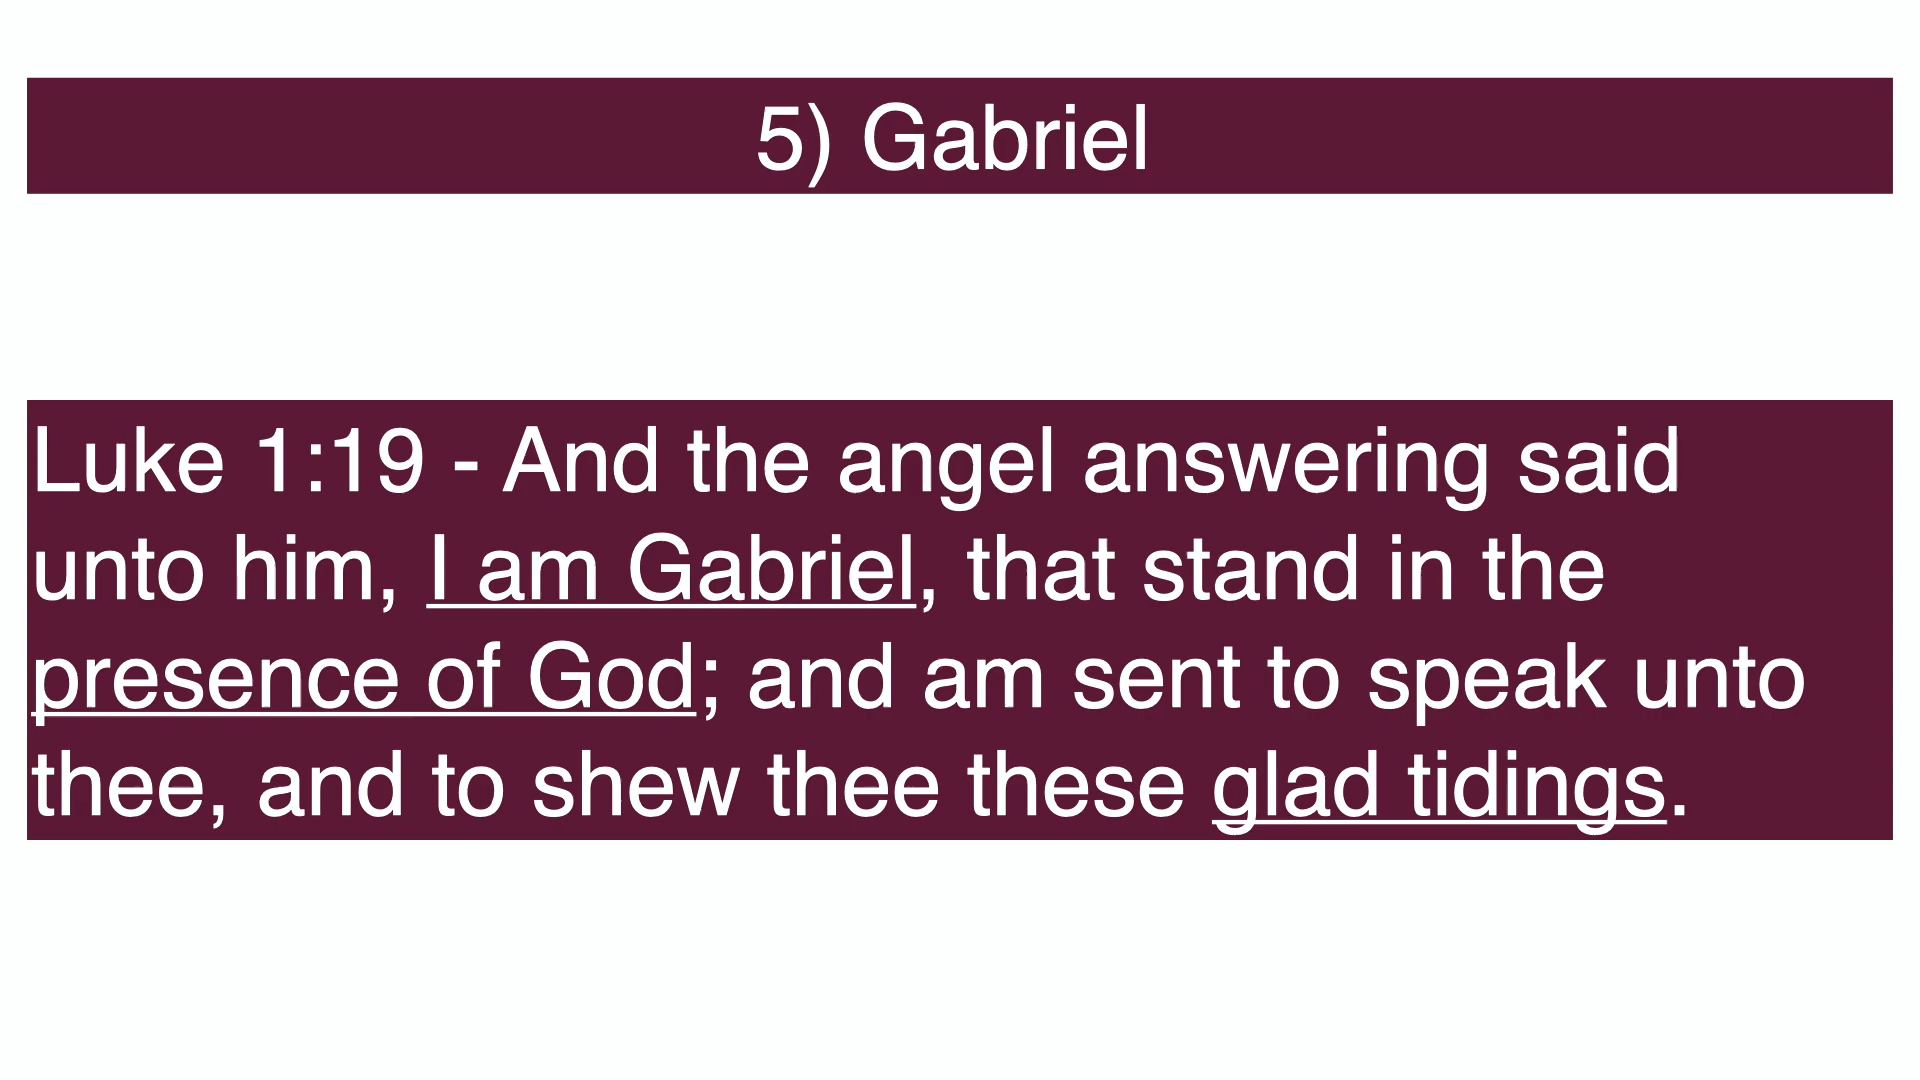 5) Gabriel
Luke 1:19 - And the angel answering said
unto him, I am Gabriel, that stand in the
presence of God; and am sent to speak unto
thee, and to shew thee these glad tidings.